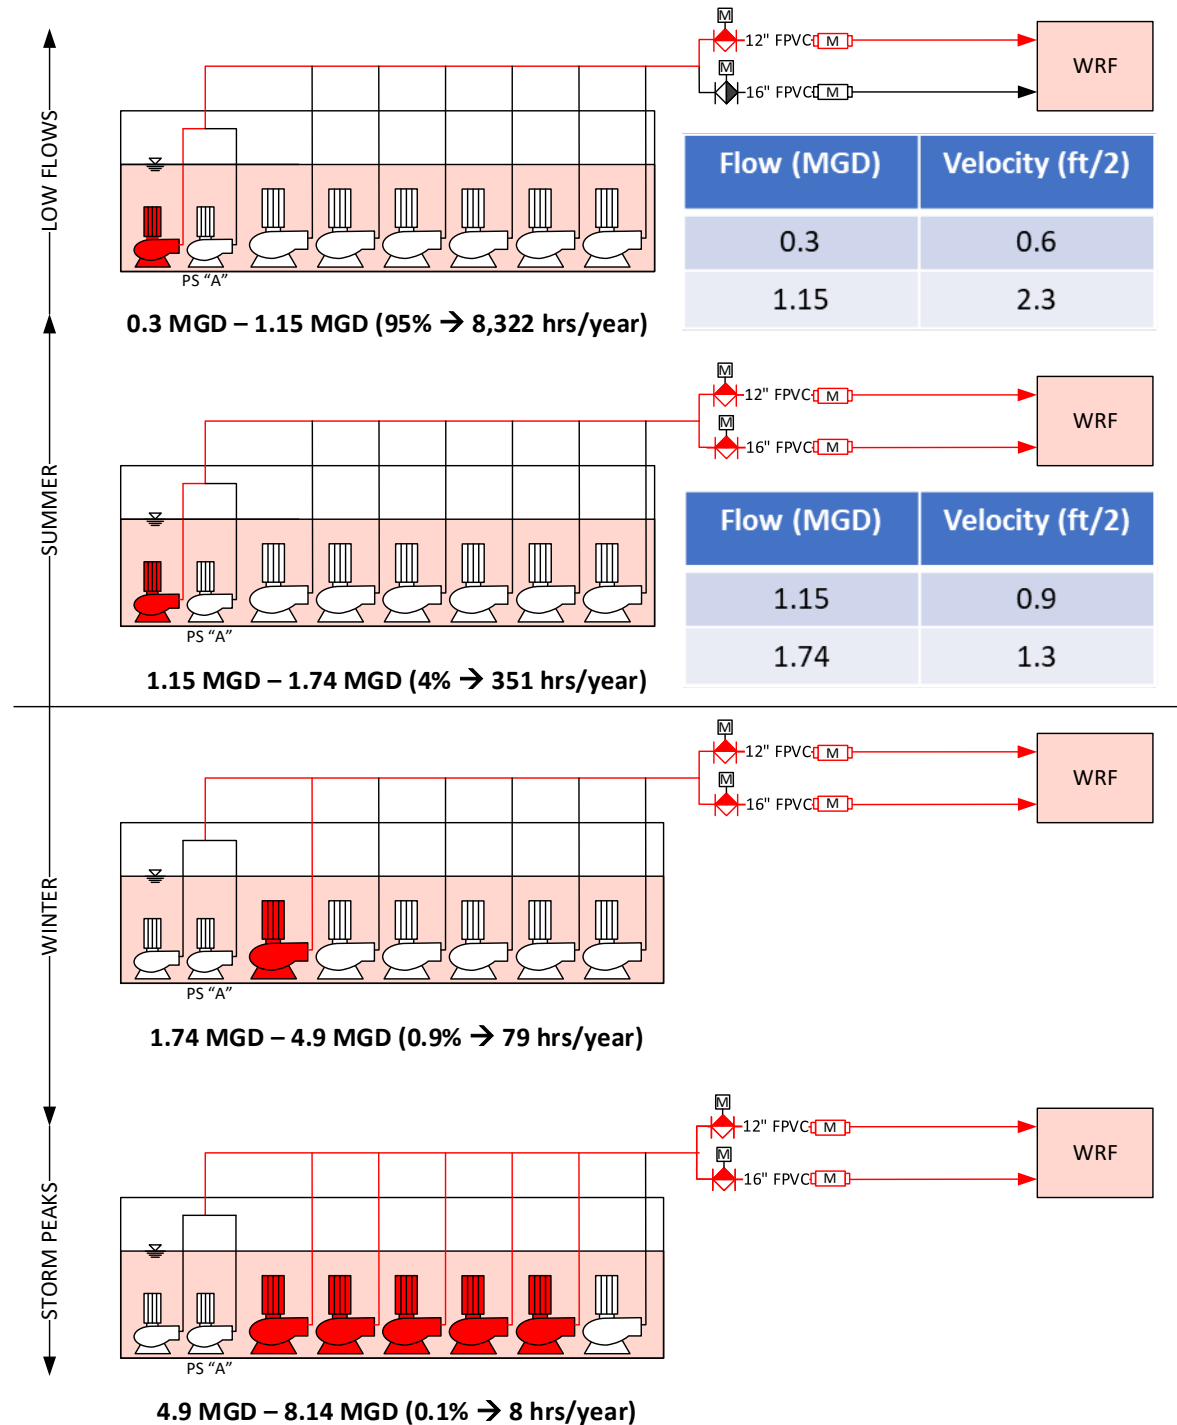 LOW FLOWS
M
12" FPVC M
M
16" FPVC M
WRF
PS “A”
0.3 MGD – 1.15 MGD (95% → 8,322 hrs/year)
Flow (MGD) Velocity (ft/2)
0.3 0.6
1.15 2.3
SUMMER
M
12" FPVC M
M
16" FPVC M
WRF
PS “A”
1.15 MGD – 1.74 MGD (4% → 351 hrs/year)
Flow (MGD) Velocity (ft/2)
1.15 0.9
1.74 1.3
WINTER
M
12" FPVC M
M
16" FPVC M
WRF
PS “A”
1.74 MGD – 4.9 MGD (0.9% → 79 hrs/year)
STORM PEAKS
M
12" FPVC M
M
16" FPVC M
WRF
PS “A”
4.9 MGD – 8.14 MGD (0.1% → 8 hrs/year)